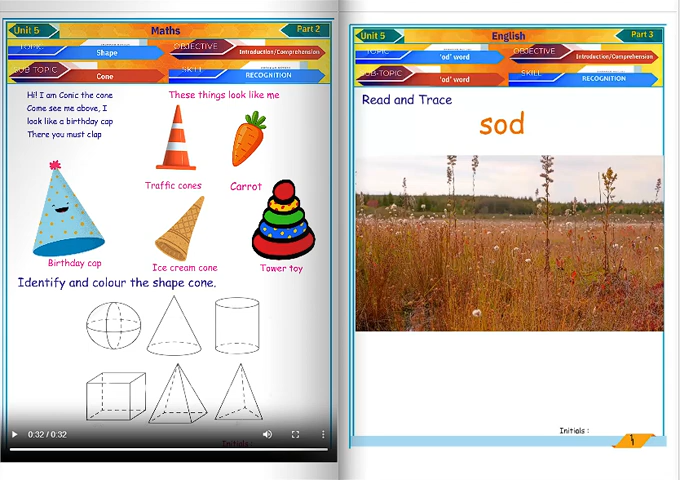 Unit 5
Maths
Part 2
TOPIC
Shape
OBJECTIVE
Introduction/Comprehension
SUB TOPIC
Cone
SKILL
RECOGNITION
Hi! I am Conic the cone
Come see me above, I
look like a birthday cap
There you must clap
These things look like me
Traffic cones
Carrot
Birthday cap
Ice cream cone
Tower toy
Identify and colour the shape cone.
0:32 / 0:32
Initials :
Unit 5
English
Part 3
TOPIC
'od' word
OBJECTIVE
Introduction/Comprehension
SUB-TOPIC
'od' word
SKILL
RECOGNITION
Read and Trace
sod
Initials :